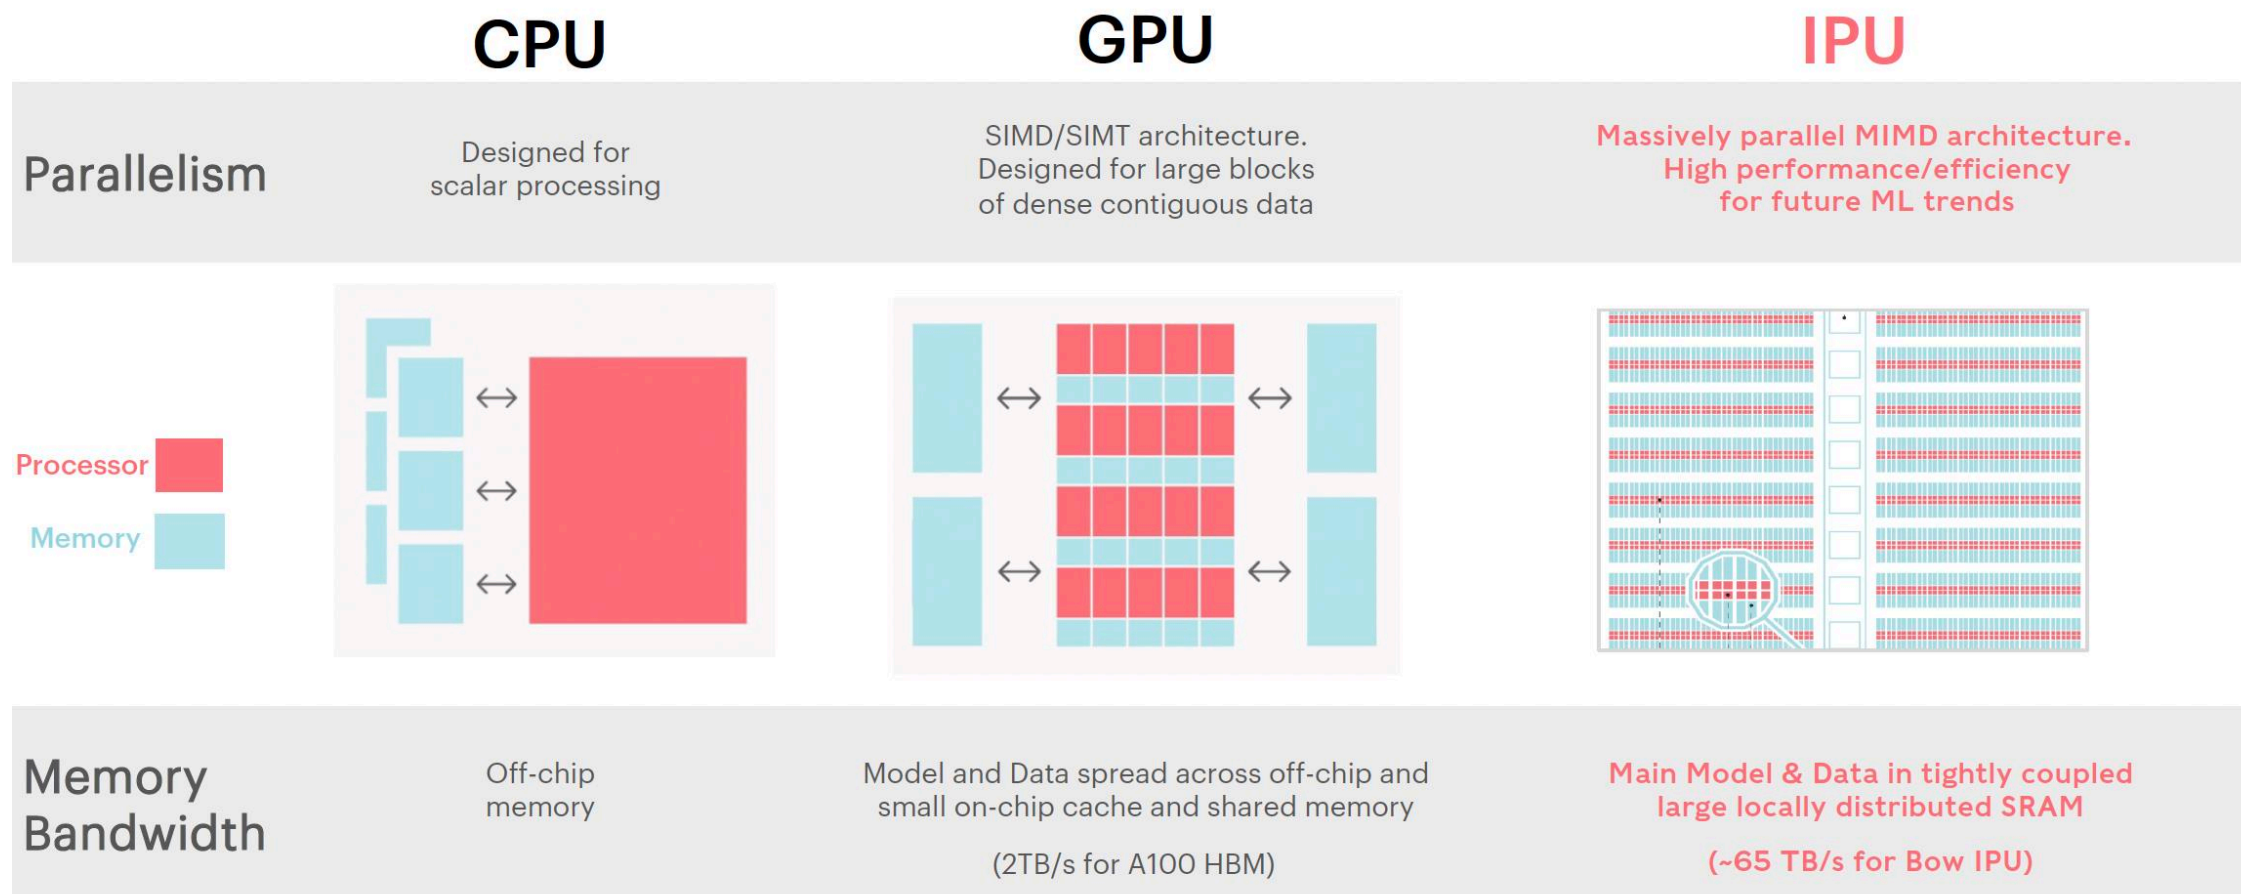 CPU
GPU
IPU
Parallelism
Designed for
scalar processing
SIMD/SIMT architecture.
Designed for large blocks
of dense contiguous data
Massively parallel MIMD architecture.
High performance/efficiency
for future ML trends
Processor
Memory
Memory
Bandwidth
Off-chip
memory
Model and Data spread across off-chip and
small on-chip cache and shared memory
(2TB/s for A100 HBM)
Main Model & Data in tightly coupled
large locally distributed SRAM
(~65 TB/s for Bow IPU)